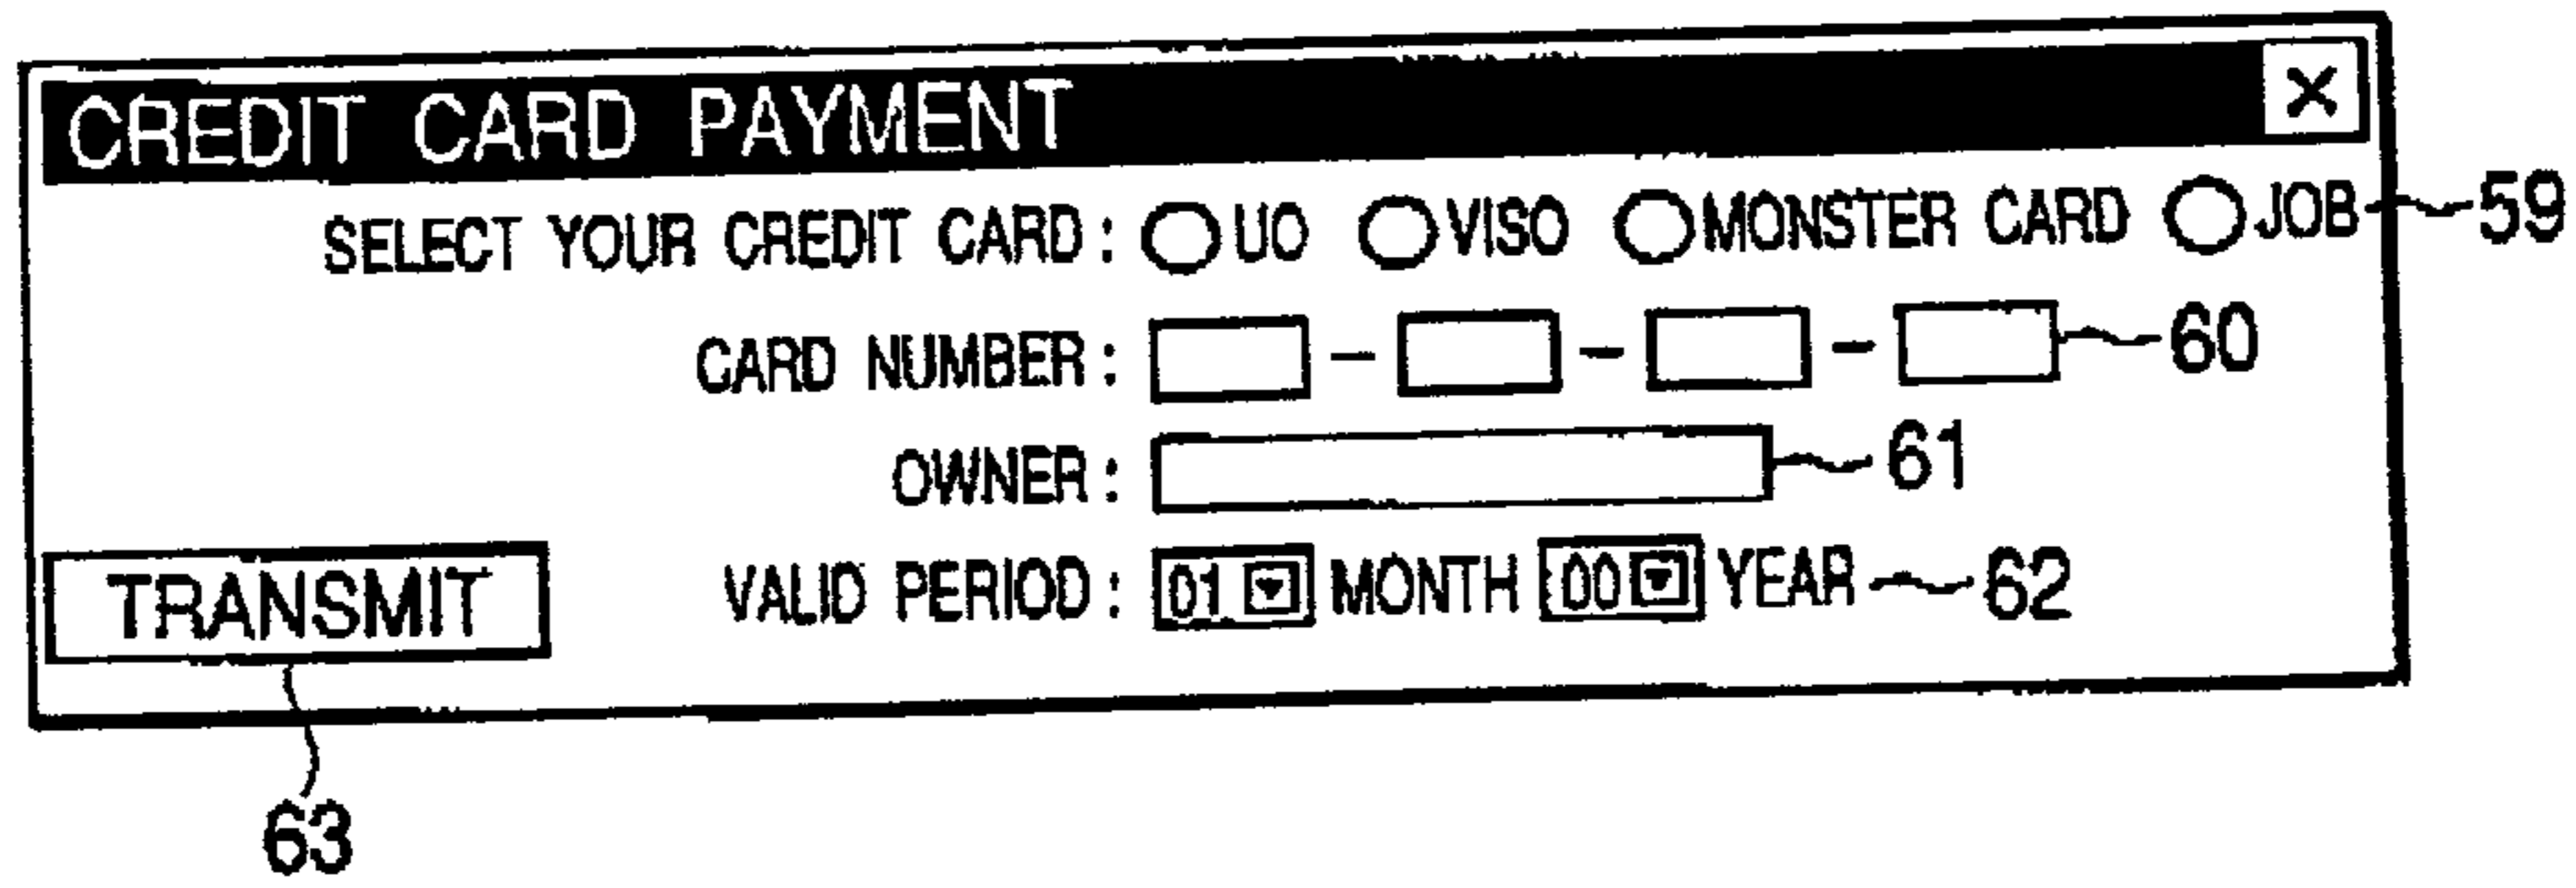 CREDIT CARD PAYMENT X
SELECT YOUR CREDIT CARD: UO VISO MONSTER CARD JOB 59
CARD NUMBER: - - - 60
OWNER: 61
TRANSMIT VALID PERIOD: 01 MONTH 00 YEAR 62
63